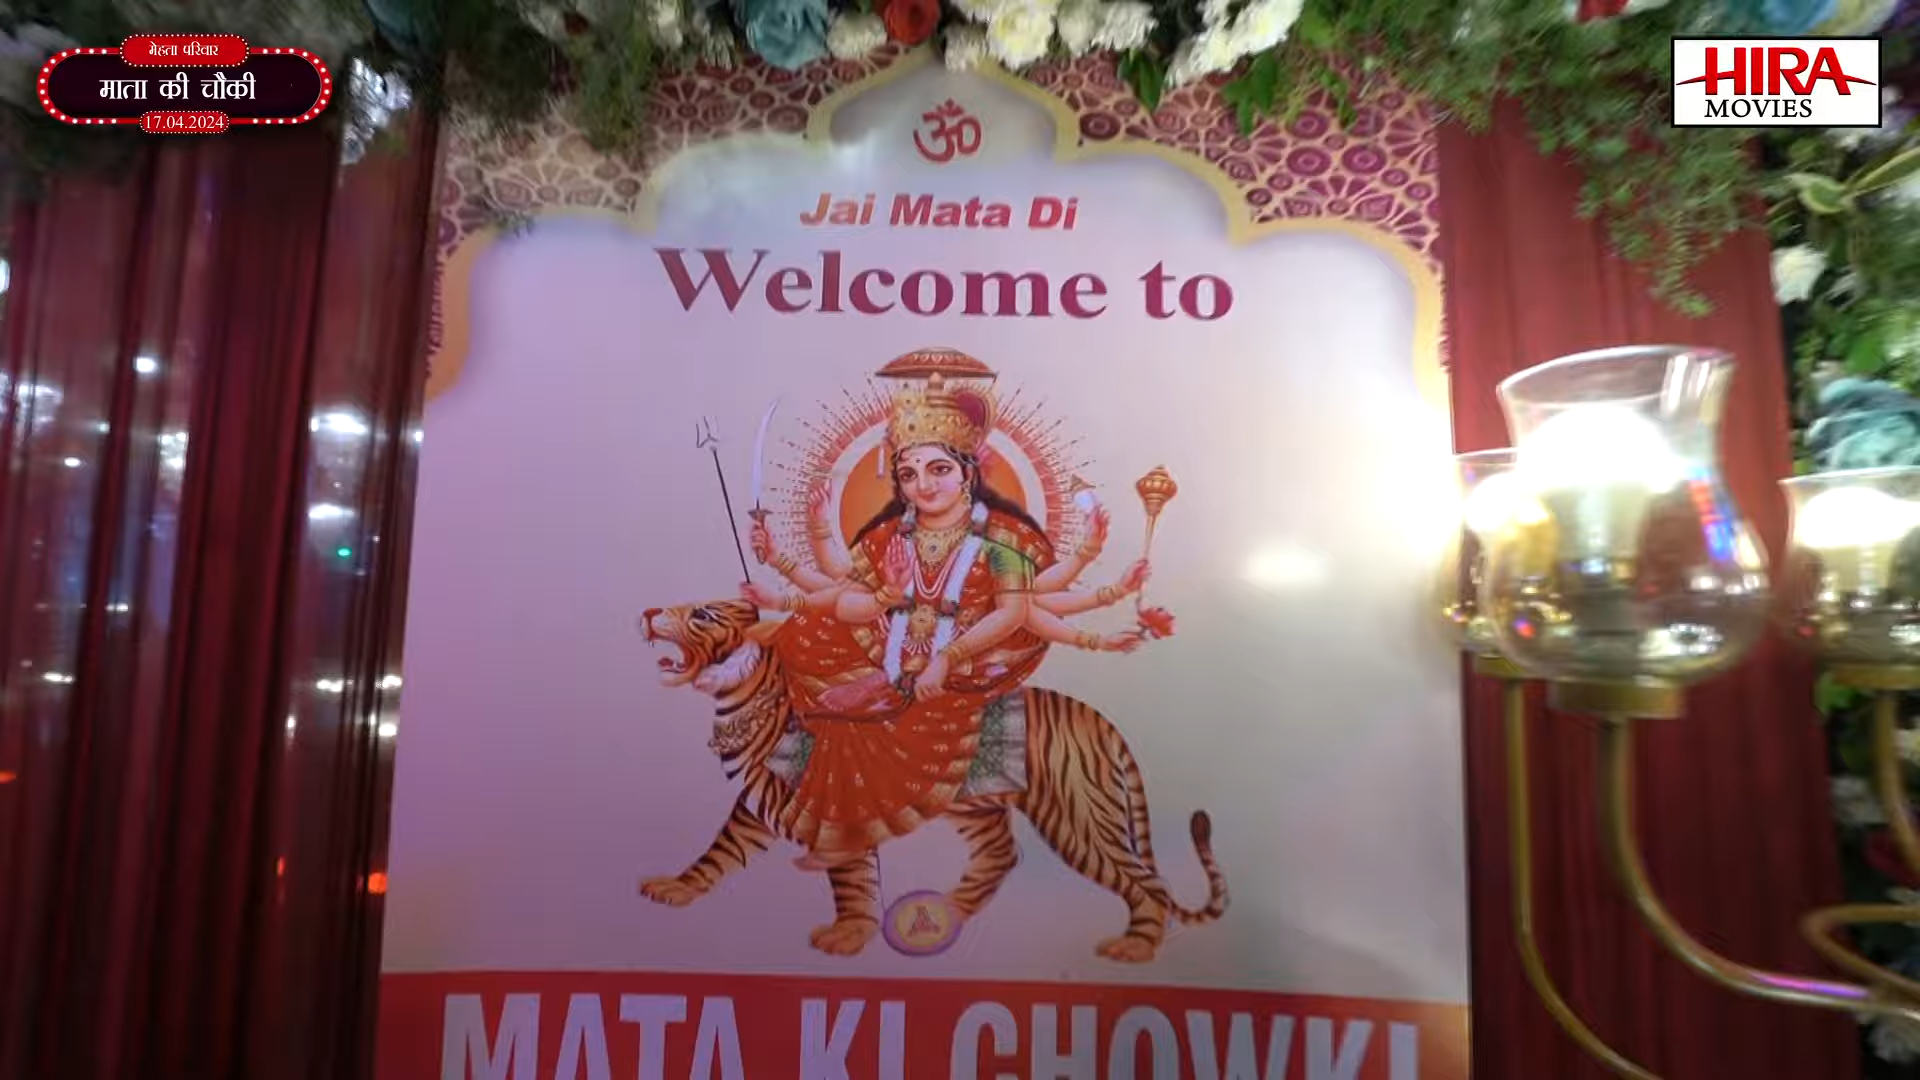 मेहता परिवार
माता की चौकी
17.04.2024
HIRA
MOVIES
ॐ
Jai Mata Di
Welcome to
MATA KI CHOWKI